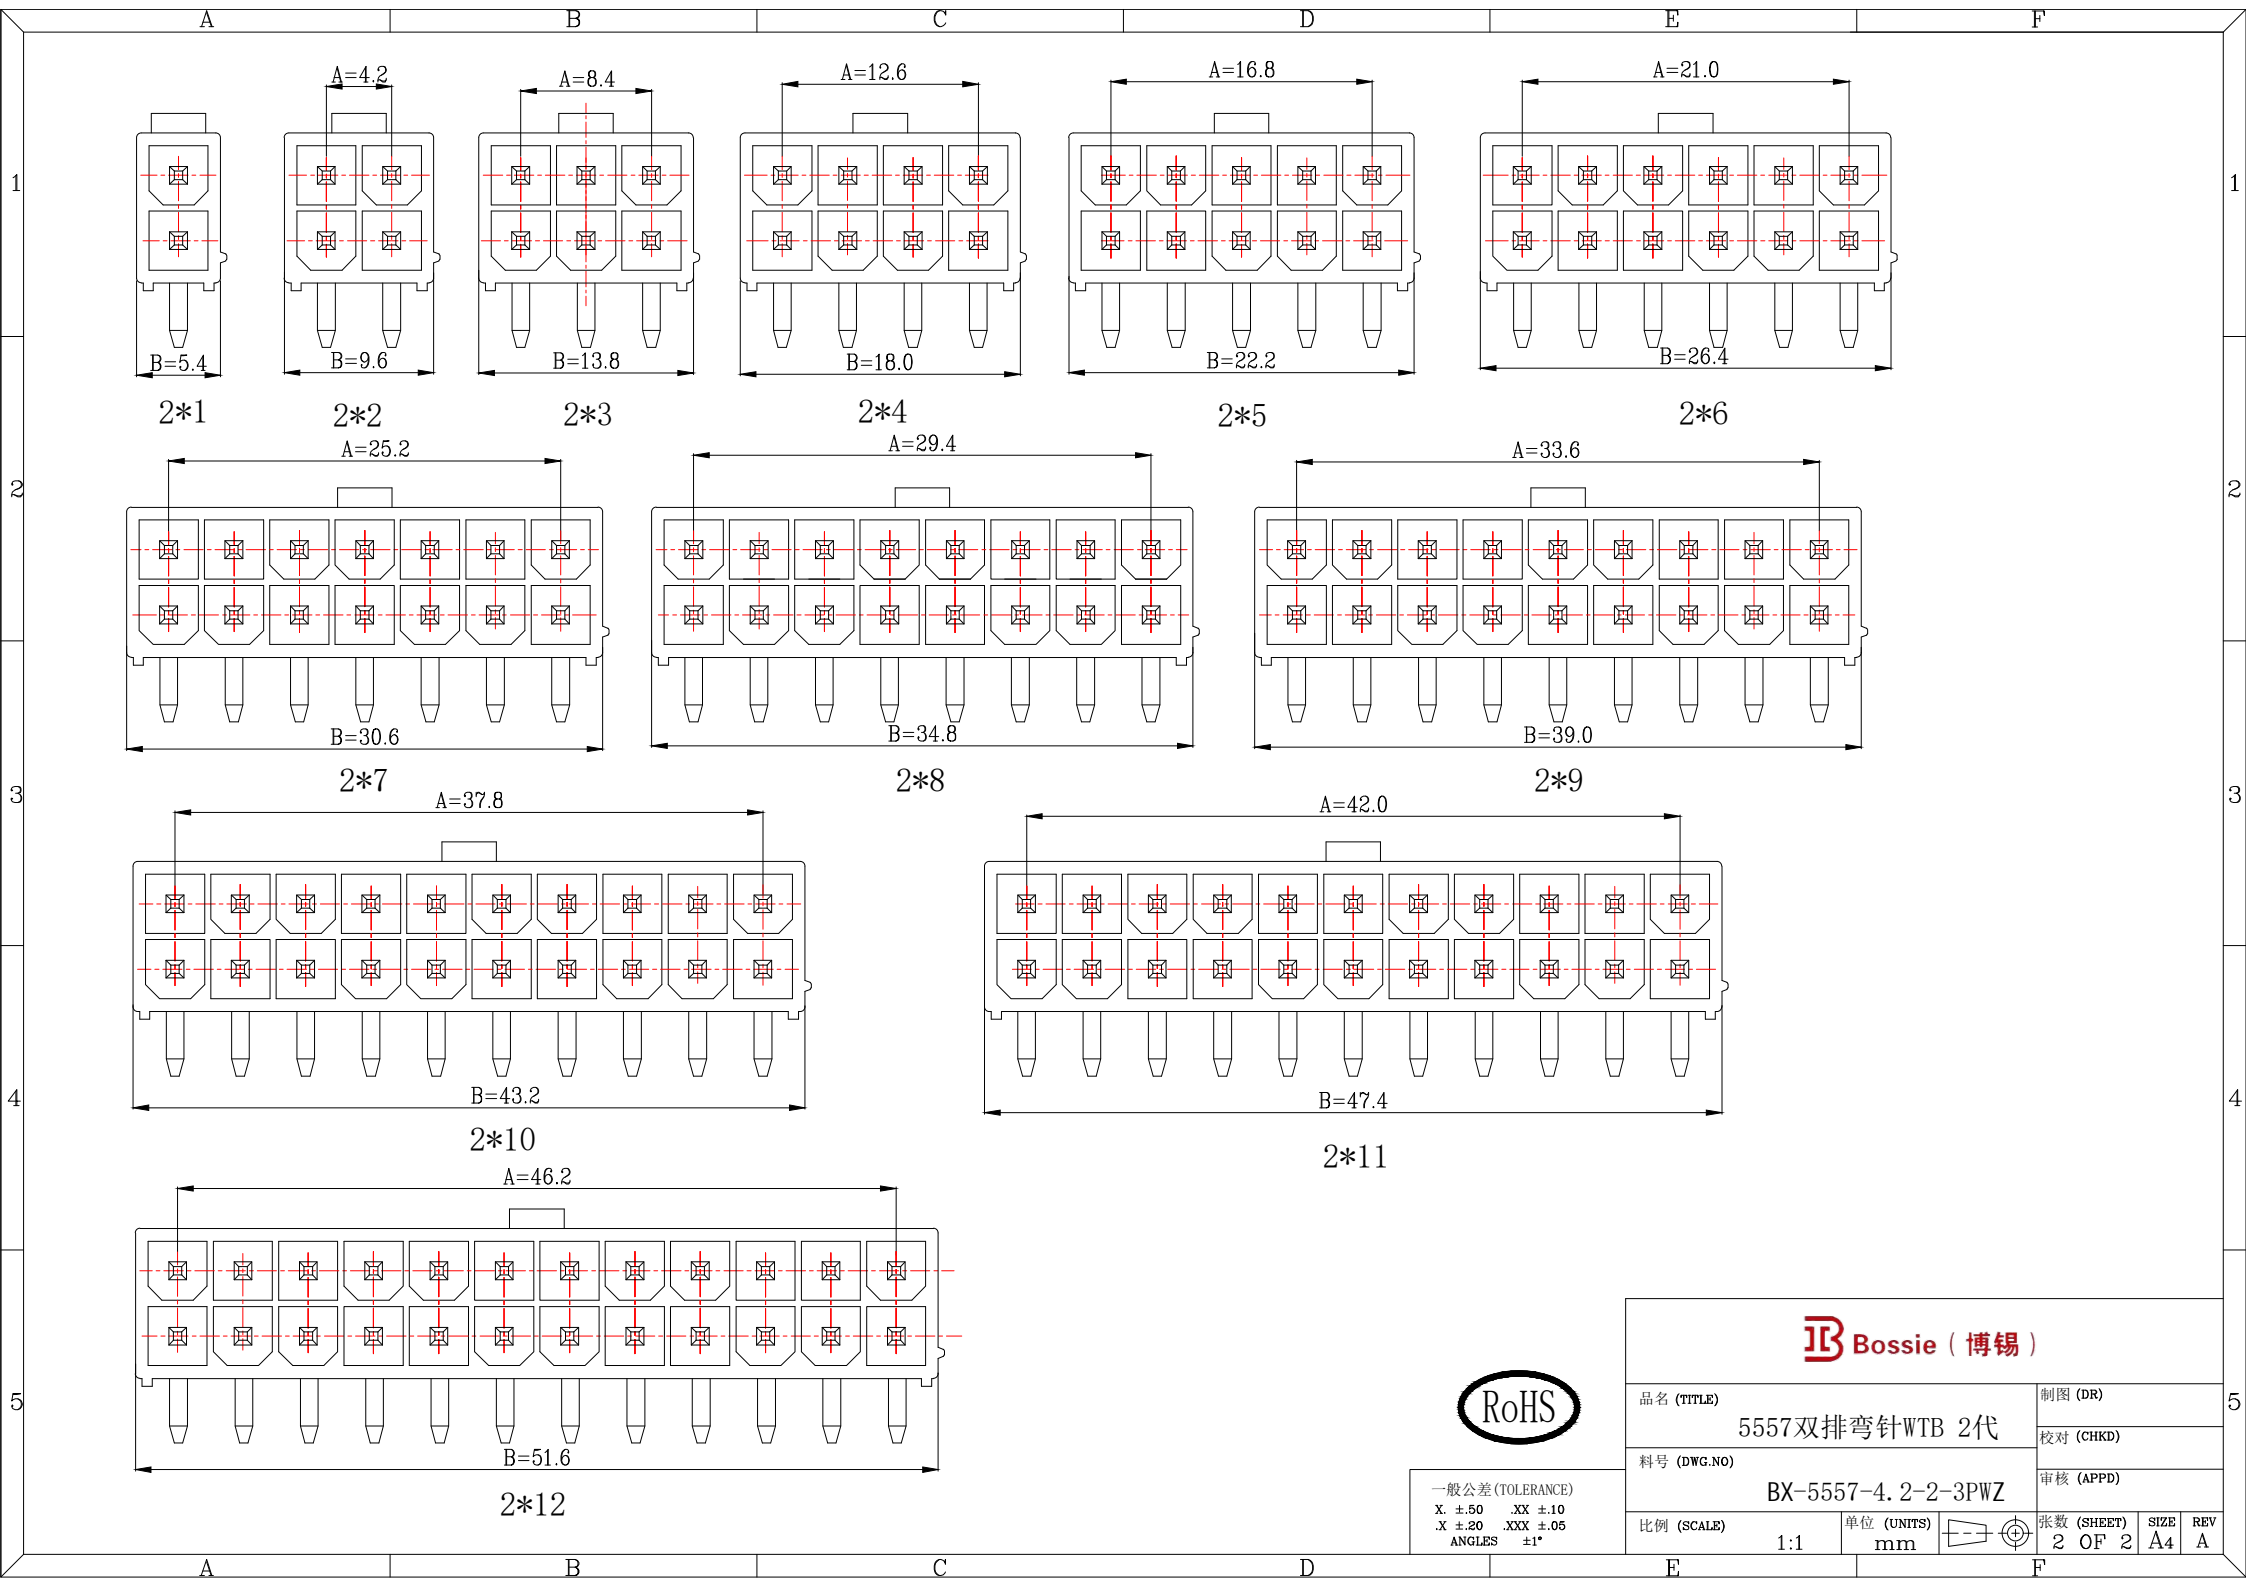 A B C D E F
A=4.2 A=8.4 A=12.6 A=16.8 A=21.0
1 1
B=5.4 B=9.6 B=13.8 B=18.0 B=22.2 B=26.4
2*1 2*2 2*3 2*4 2*5 2*6
A=25.2 A=29.4 A=33.6
2 2
B=30.6 B=34.8 B=39.0
2*7 2*8 2*9
3 3
A=37.8 A=42.0
B=43.2 B=47.4
4 4
2*10 2*11
A=46.2
B=51.6
2*12
5 5
RoHS
一般公差(TOLERANCE)
X. ±.50 .XX ±.10
.X ±.20 .XXX ±.05
ANGLES ±1°
B Bossie(博锡)
品名 (TITLE)
5557双排弯针WTB 2代
料号 (DWG.NO)
BX-5557-4.2-2-3PWZ
比例 (SCALE)
1:1
单位 (UNITS)
mm
制图 (DR)
校对 (CHKD)
审核 (APPD)
张数 (SHEET)
2 OF 2
SIZE
A4
REV
A
A B C D E F